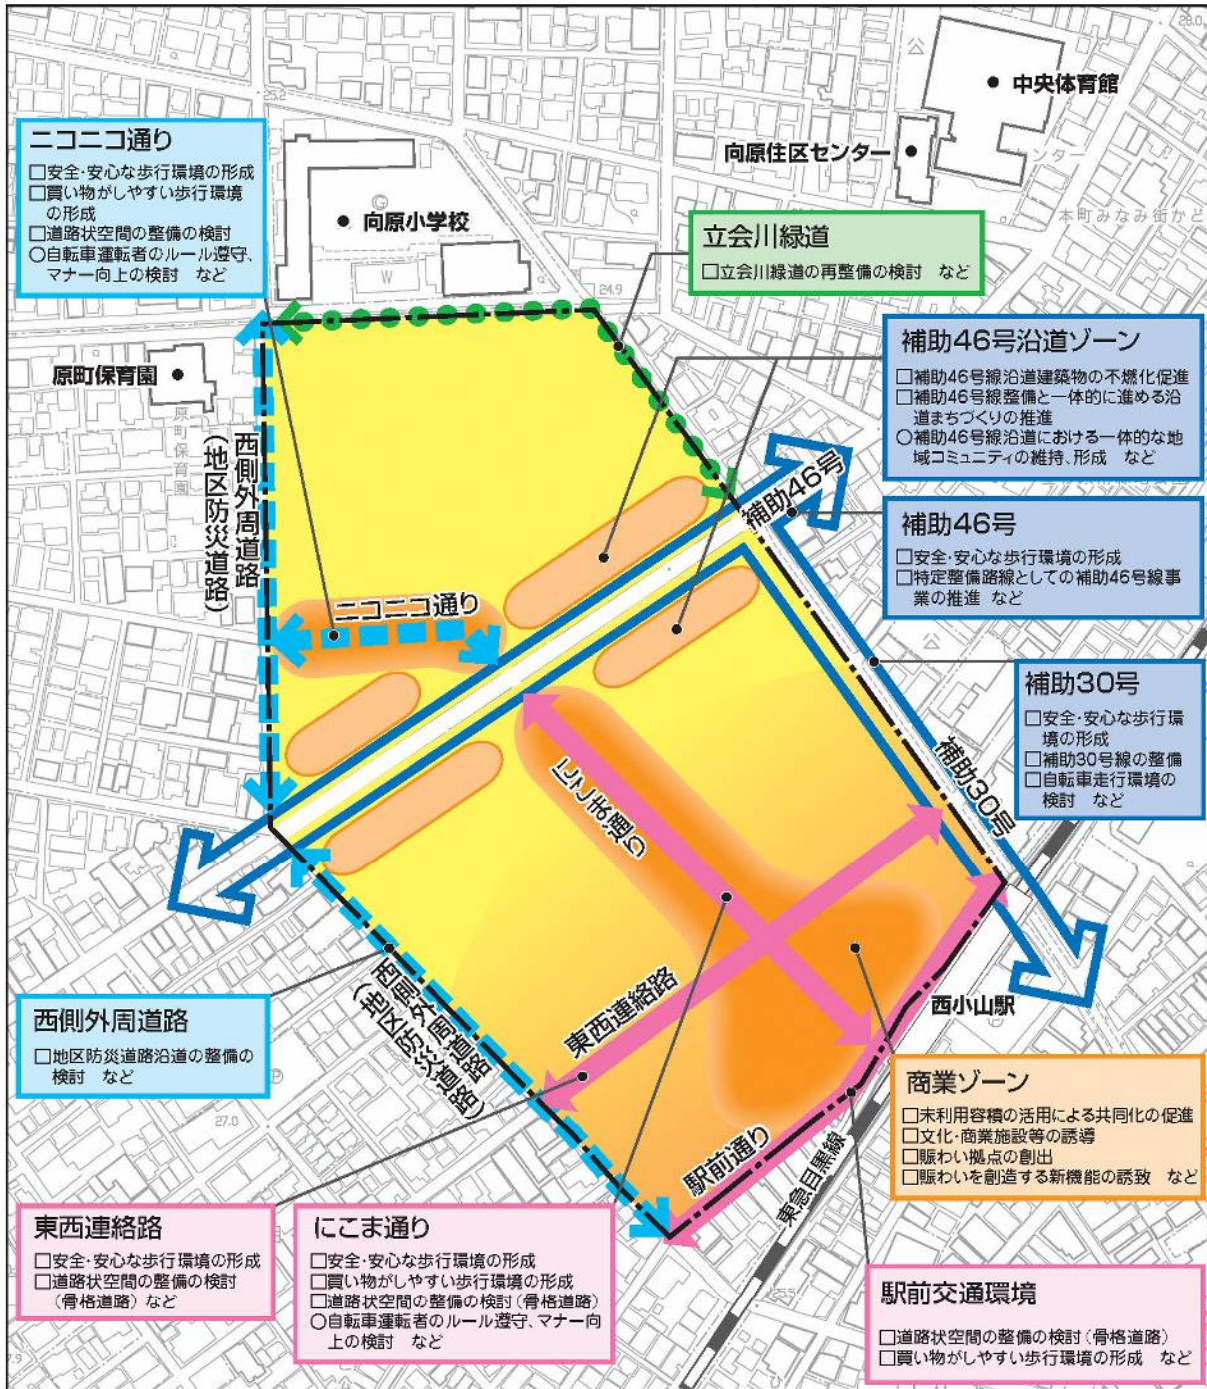 28.0
中央体育館
25.2
向原住区センター
センター
ニコニコ通り
□安全・安心な歩行環境の形成
□買い物がしやすい歩行環境
の形成
□道路状空間の整備の検討
○自転車運転者のルール遵守、
マナー向上の検討 など
G
向原小学校
W
本町みなみ街かど
立会川緑道
□立会川緑道の再整備の検討 など
24.9
補助46号沿道ゾーン
□補助46号線沿道建築物の不燃化促進
□補助46号線整備と一体的に進める沿
道まちづくりの推進
○補助46号線沿道における一体的な地
域コミュニティの維持、形成 など
原町保育園
原町保育園
西側外周道路
(地区防災道路)
補助46号
補助46号
□安全・安心な歩行環境の形成
□特定整備路線としての補助46号線事
業の推進 など
ニコニコ通り
補助30号
□安全・安心な歩行環
境の形成
□補助30号線の整備
□自転車走行環境の
検討 など
補助30号
にこま通り
東西連絡路
西小山駅
西側外周道路
(地区防災道路)
西側外周道路
□地区防災道路沿道の整備の
検討 など
P
27.0
商業ゾーン
□未利用容積の活用による共同化の促進
□文化・商業施設等の誘導
□賑わい拠点の創出
□賑わいを創造する新機能の誘致 など
駅前通り
東急目黒線
東西連絡路
□安全・安心な歩行環境の形成
□道路状空間の整備の検討
(骨格道路) など
にこま通り
□安全・安心な歩行環境の形成
□買い物がしやすい歩行環境の形成
□道路状空間の整備の検討(骨格道路)
○自転車運転者のルール遵守、マナー向
上の検討 など
25.5
駅前交通環境
□道路状空間の整備の検討(骨格道路)
□買い物がしやすい歩行環境の形成 など
7.9